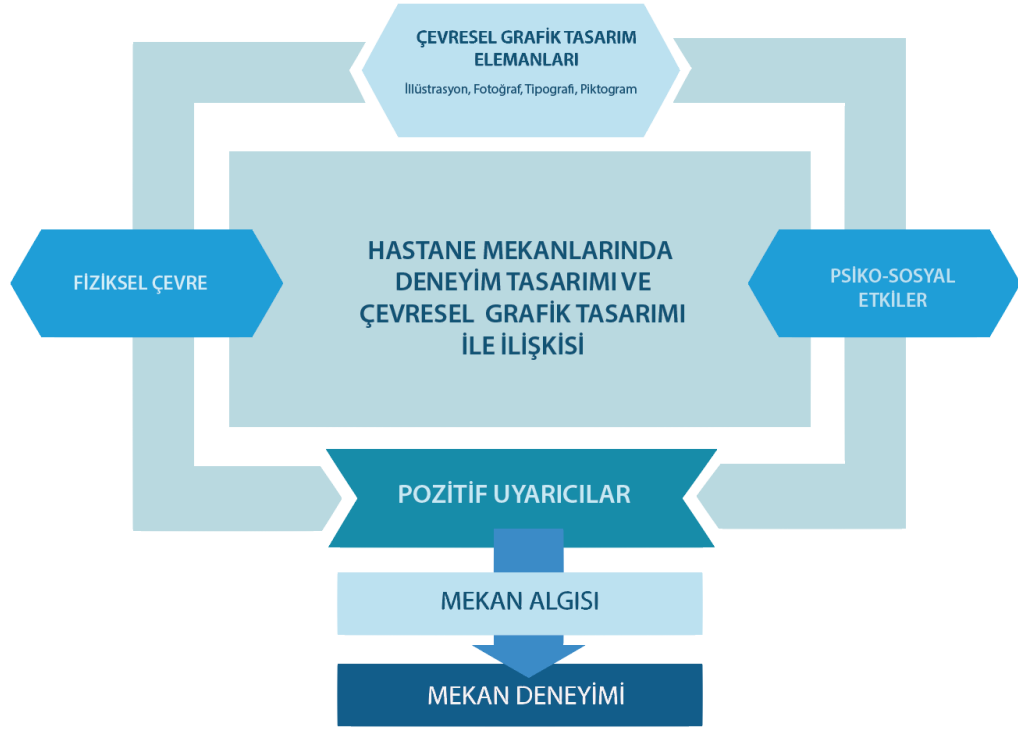 ÇEVRESEL GRAFİK TASARIM
ELEMANLARI
İllüstrasyon, Fotoğraf, Tipografi, Piktogram
HASTANE MEKANLARINDA
DENEYİM TASARIMI VE
ÇEVRESEL GRAFİK TASARIMI
İLE İLİŞKİSİ
FİZİKSEL ÇEVRE
PSİKO-SOSYAL
ETKİLER
POZİTİF UYARICILAR
MEKAN ALGISI
MEKAN DENEYİMİ